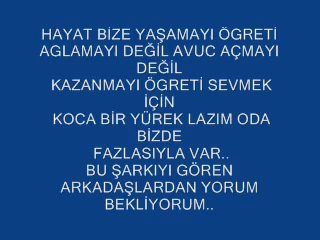 HAYAT BİZE YAŞAMAYI ÖGRETİ
AGLAMAYI DEĞİL AVUC AÇMAYI
DEĞİL
KAZANMAYI ÖGRETİ SEVMEK
İÇİN
KOCA BİR YÜREK LAZIM ODA
BİZDE
FAZLASIYLA VAR..
BU ŞARKIYI GÖREN
ARKADAŞLARDAN YORUM
BEKLİYORUM..